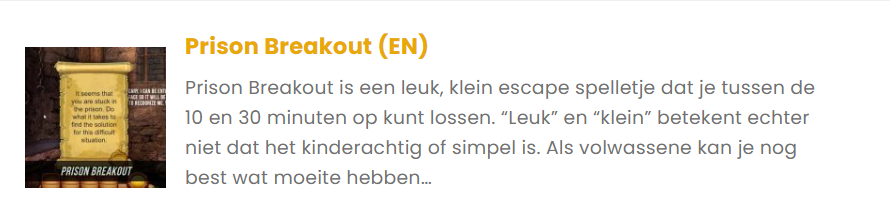 Prison Breakout (EN)
Prison Breakout is een leuk, klein escape spelletje dat je tussen de
10 en 30 minuten op kunt lossen. “Leuk” en “klein” betekent echter
niet dat het kinderachtig of simpel is. Als volwassene kan je nog
best wat moeite hebben…
It seems that
you are stuck in
the prison. Do
what it takes to
find the solution
for this difficult
situation.
PRISON BREAKOUT